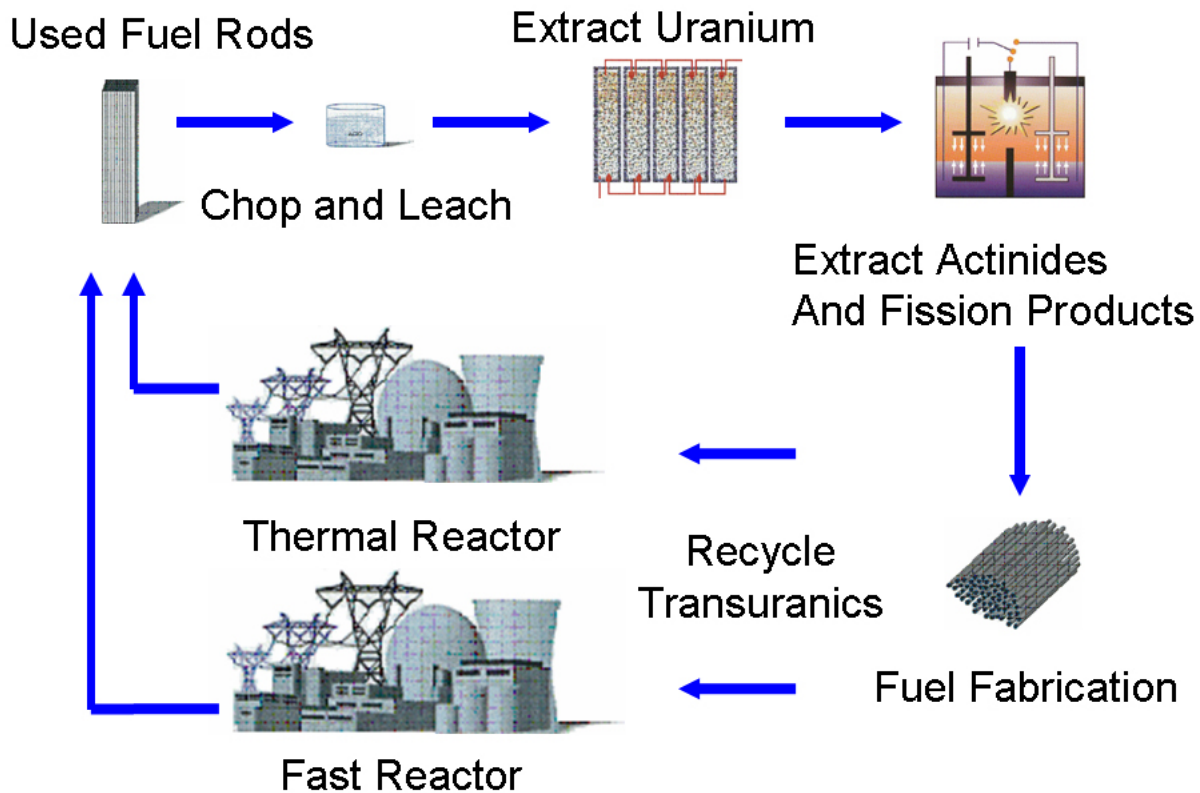 Used Fuel Rods
Extract Uranium
Chop and Leach
Extract Actinides
And Fission Products
Thermal Reactor
Recycle
Transuranics
Fuel Fabrication
Fast Reactor